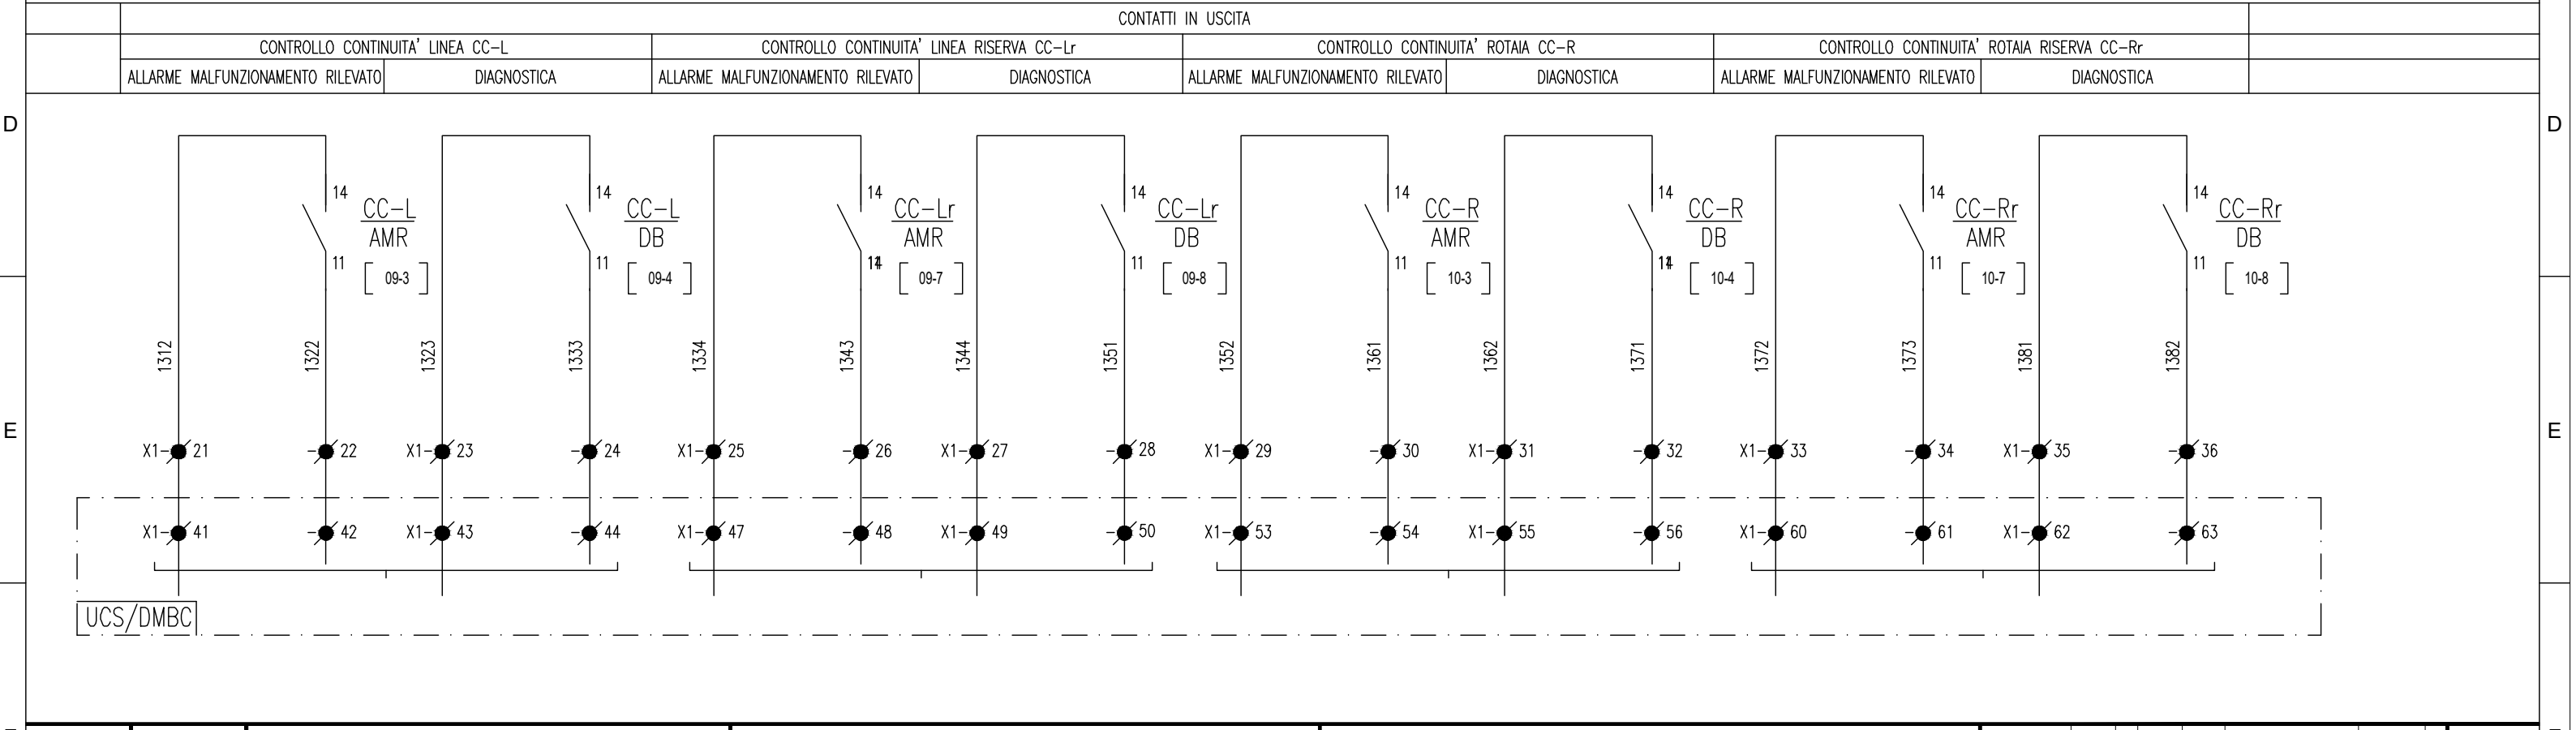 CONTATTI IN USCITA
CONTROLLO CONTINUITA' LINEA CC-L CONTROLLO CONTINUITA' LINEA RISERVA CC-Lr CONTROLLO CONTINUITA' ROTAIA CC-R CONTROLLO CONTINUITA' ROTAIA RISERVA CC-Rr
ALLARME MALFUNZIONAMENTO RILEVATO DIAGNOSTICA ALLARME MALFUNZIONAMENTO RILEVATO DIAGNOSTICA ALLARME MALFUNZIONAMENTO RILEVATO DIAGNOSTICA ALLARME MALFUNZIONAMENTO RILEVATO DIAGNOSTICA
D D
14 14 14 14 14 14 14 14
CC-L CC-L CC-Lr CC-Lr CC-R CC-R CC-Rr CC-Rr
AMR DB AMR DB AMR DB AMR DB
11 11 11 11 11 11
09-3 09-4 09-7 09-8 10-3 10-4 10-7 10-8
1312 1322 1323 1333 1334 1343 1344 1351 1352 1361 1362 1371 1372 1373 1381 1382
E E
X1- 21 - 22 X1- 23 - 24 X1- 25 - 26 X1- 27 - 28 X1- 29 - 30 X1- 31 - 32 X1- 33 - 34 X1- 35 - 36
X1- 41 - 42 X1- 43 - 44 X1- 47 - 48 X1- 49 - 50 X1- 53 - 54 X1- 55 - 56 X1- 60 - 61 X1- 62 - 63
UCS/DMBC